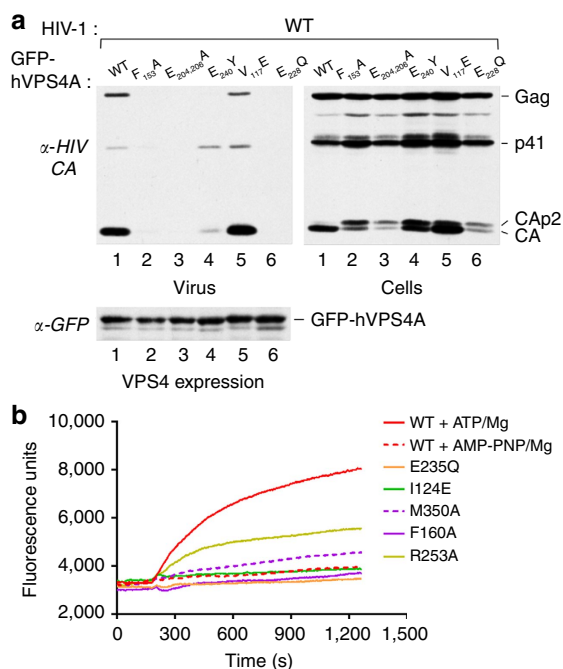 a
HIV-1 : WT
GFP-hVPS4A : WT F153A E204,206A E240Y V117E E228Q WT F153A E204,206A E240Y V117E E228Q
Gag
α-HIV CA
p41
CAp2
CA
1 2 3 4 5 6 1 2 3 4 5 6
Virus Cells
α-GFP
GFP-hVPS4A
1 2 3 4 5 6
VPS4 expression
b
10,000
8,000
6,000
4,000
2,000
Fluorescence units
0 300 600 900 1,200 1,500
Time (s)
WT + ATP/Mg
WT + AMP-PNP/Mg
E235Q
I124E
M350A
F160A
R253A